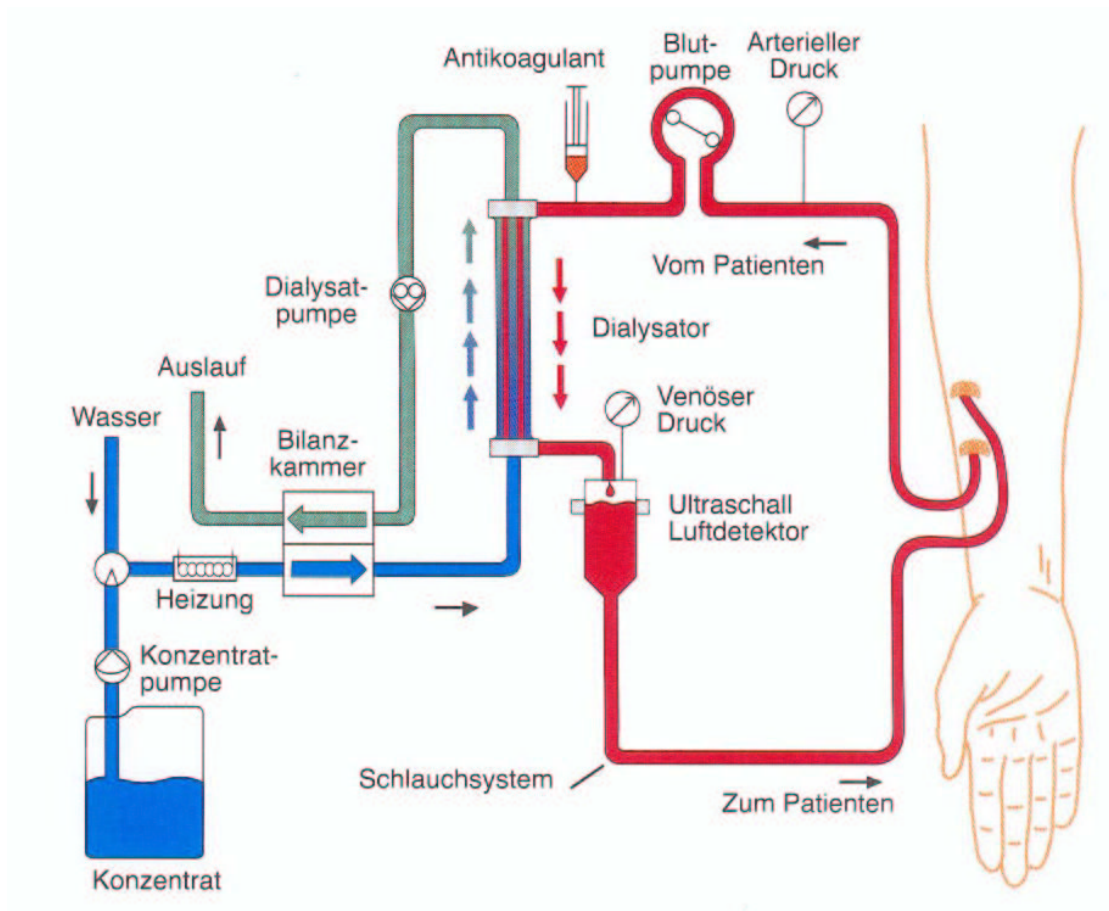 Antikoagulant
Blut-
pumpe
Arterieller
Druck
Vom Patienten
Dialysat-
pumpe
Dialysator
Auslauf
Wasser
Bilanz-
kammer
Venöser
Druck
Ultraschall
Luftdetektor
Heizung
Konzentrat-
pumpe
Schlauchsystem
Zum Patienten
Konzentrat